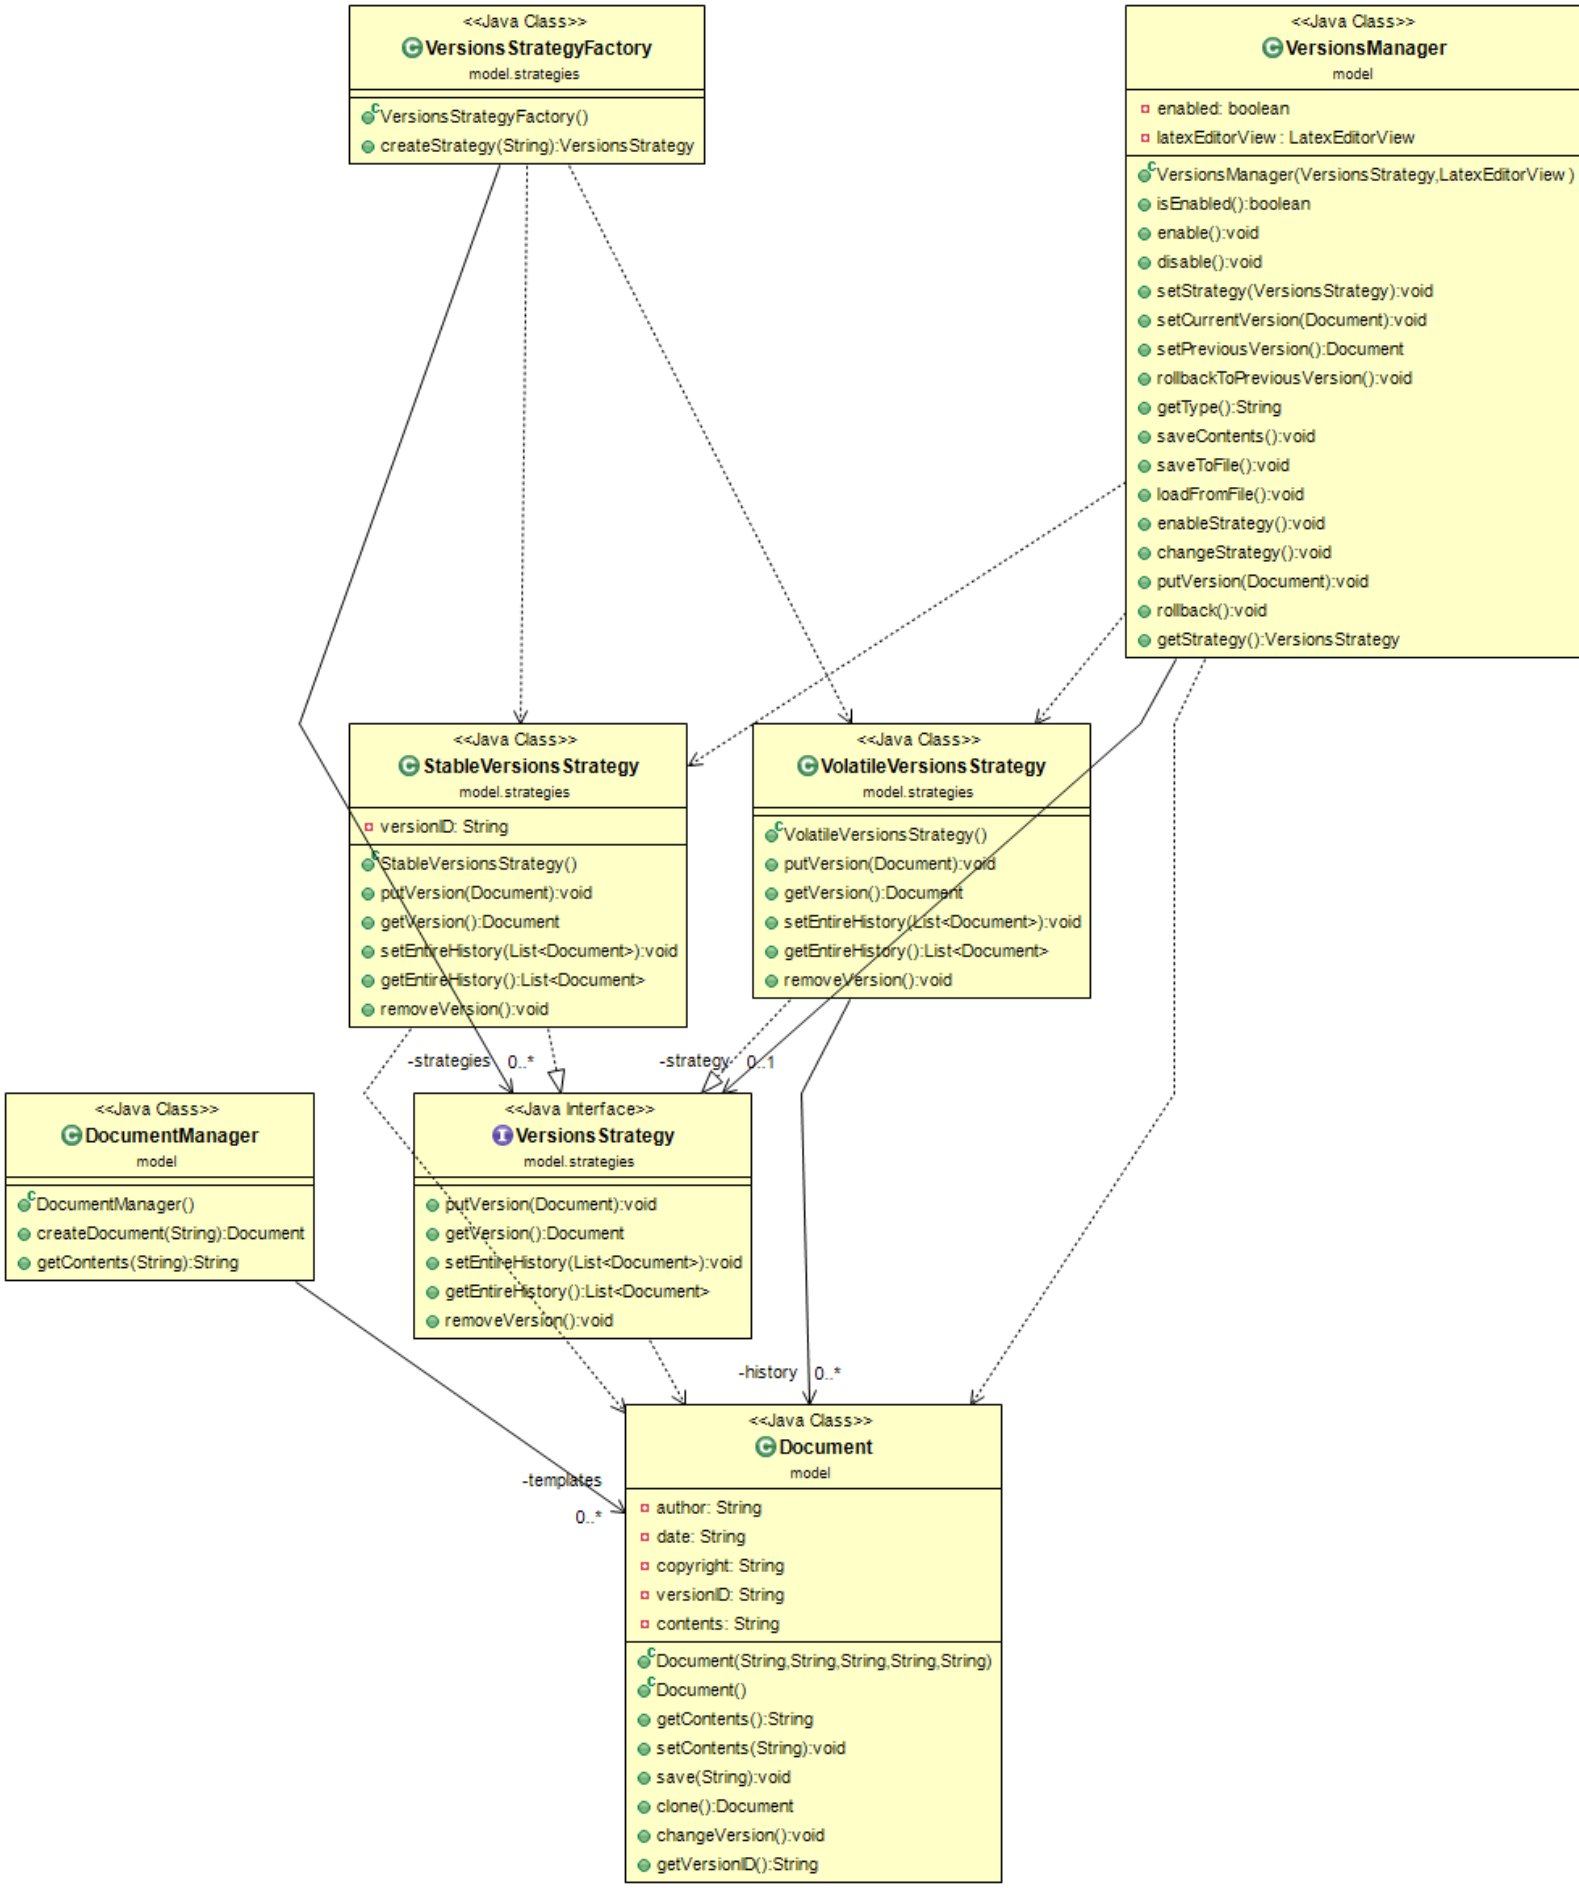 <<Java Class>>
VersionsStrategyFactory
model.strategies
VersionsStrategyFactory()
createStrategy(String):VersionsStrategy
<<Java Class>>
VersionsManager
model
enabled: boolean
latexEditorView: LatexEditorView
VersionsManager(VersionsStrategy,LatexEditorView)
isEnabled():boolean
enable():void
disable():void
setStrategy(VersionsStrategy):void
setCurrentVersion(Document):void
setPreviousVersion():Document
rollbackToPreviousVersion():void
getType():String
saveContents():void
saveToFile():void
loadFromFile():void
enableStrategy():void
changeStrategy():void
putVersion(Document):void
rollback():void
getStrategy():VersionsStrategy
<<Java Class>>
StableVersionsStrategy
model.strategies
versionID: String
StableVersionsStrategy()
putVersion(Document):void
getVersion():Document
setEntireHistory(List<Document>):void
getEntireHistory():List<Document>
removeVersion():void
<<Java Class>>
VolatileVersionsStrategy
model.strategies
VolatileVersionsStrategy()
putVersion(Document):void
getVersion():Document
setEntireHistory(List<Document>):void
getEntireHistory():List<Document>
removeVersion():void
-strategies 0..*
-strategy 0..1
<<Java Class>>
DocumentManager
model
DocumentManager()
createDocument(String):Document
getContents(String):String
<<Java Interface>>
VersionsStrategy
model.strategies
putVersion(Document):void
getVersion():Document
setEntireHistory(List<Document>):void
getEntireHistory():List<Document>
removeVersion():void
-history 0..*
-templates
0..*
<<Java Class>>
Document
model
author: String
date: String
copyright: String
versionID: String
contents: String
Document(String,String,String,String,String)
Document()
getContents():String
setContents(String):void
save(String):void
clone():Document
changeVersion():void
getVersionID():String